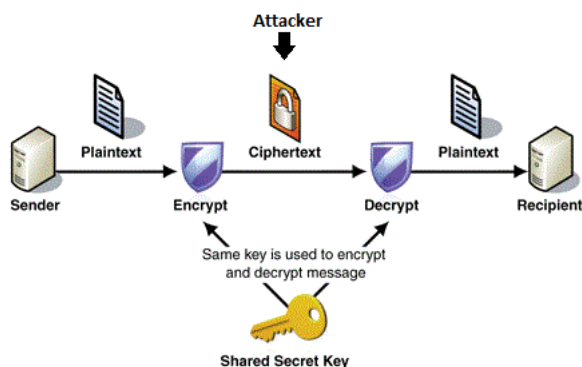 Attacker
Plaintext
Ciphertext
Plaintext
Sender
Encrypt
Decrypt
Recipient
Same key is used to encrypt
and decrypt message
Shared Secret Key